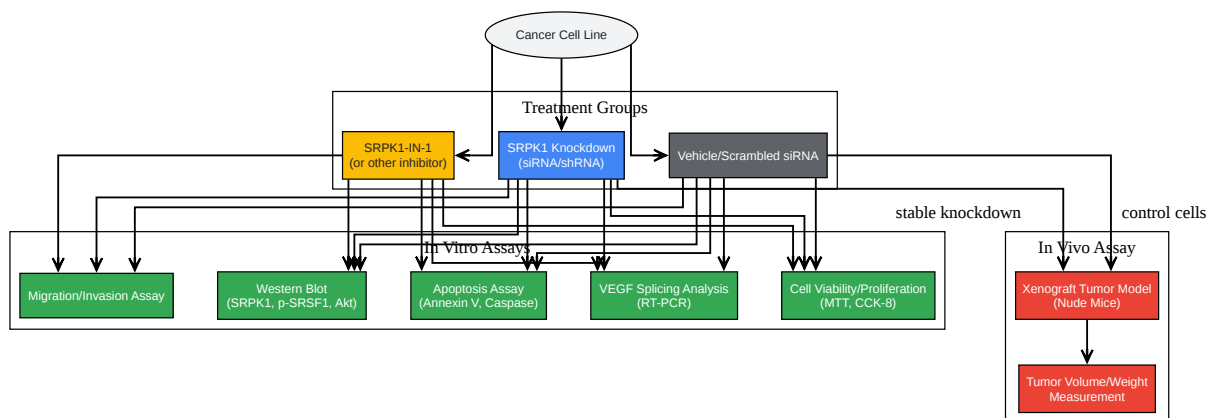 Cancer Cell Line
Treatment Groups
SRPK1-IN-1
(or other inhibitor)
SRPK1 Knockdown
(siRNA/shRNA)
Vehicle/Scrambled siRNA
stable knockdown
control cells
In Vitro Assays
In Vivo Assay
Migration/Invasion Assay
Western Blot
(SRPK1, p-SRSF1, Akt)
Apoptosis Assay
(Annexin V, Caspase)
VEGF Splicing Analysis
(RT-PCR)
Cell Viability/Proliferation
(MTT, CCK-8)
Xenograft Tumor Model
(Nude Mice)
Tumor Volume/Weight
Measurement